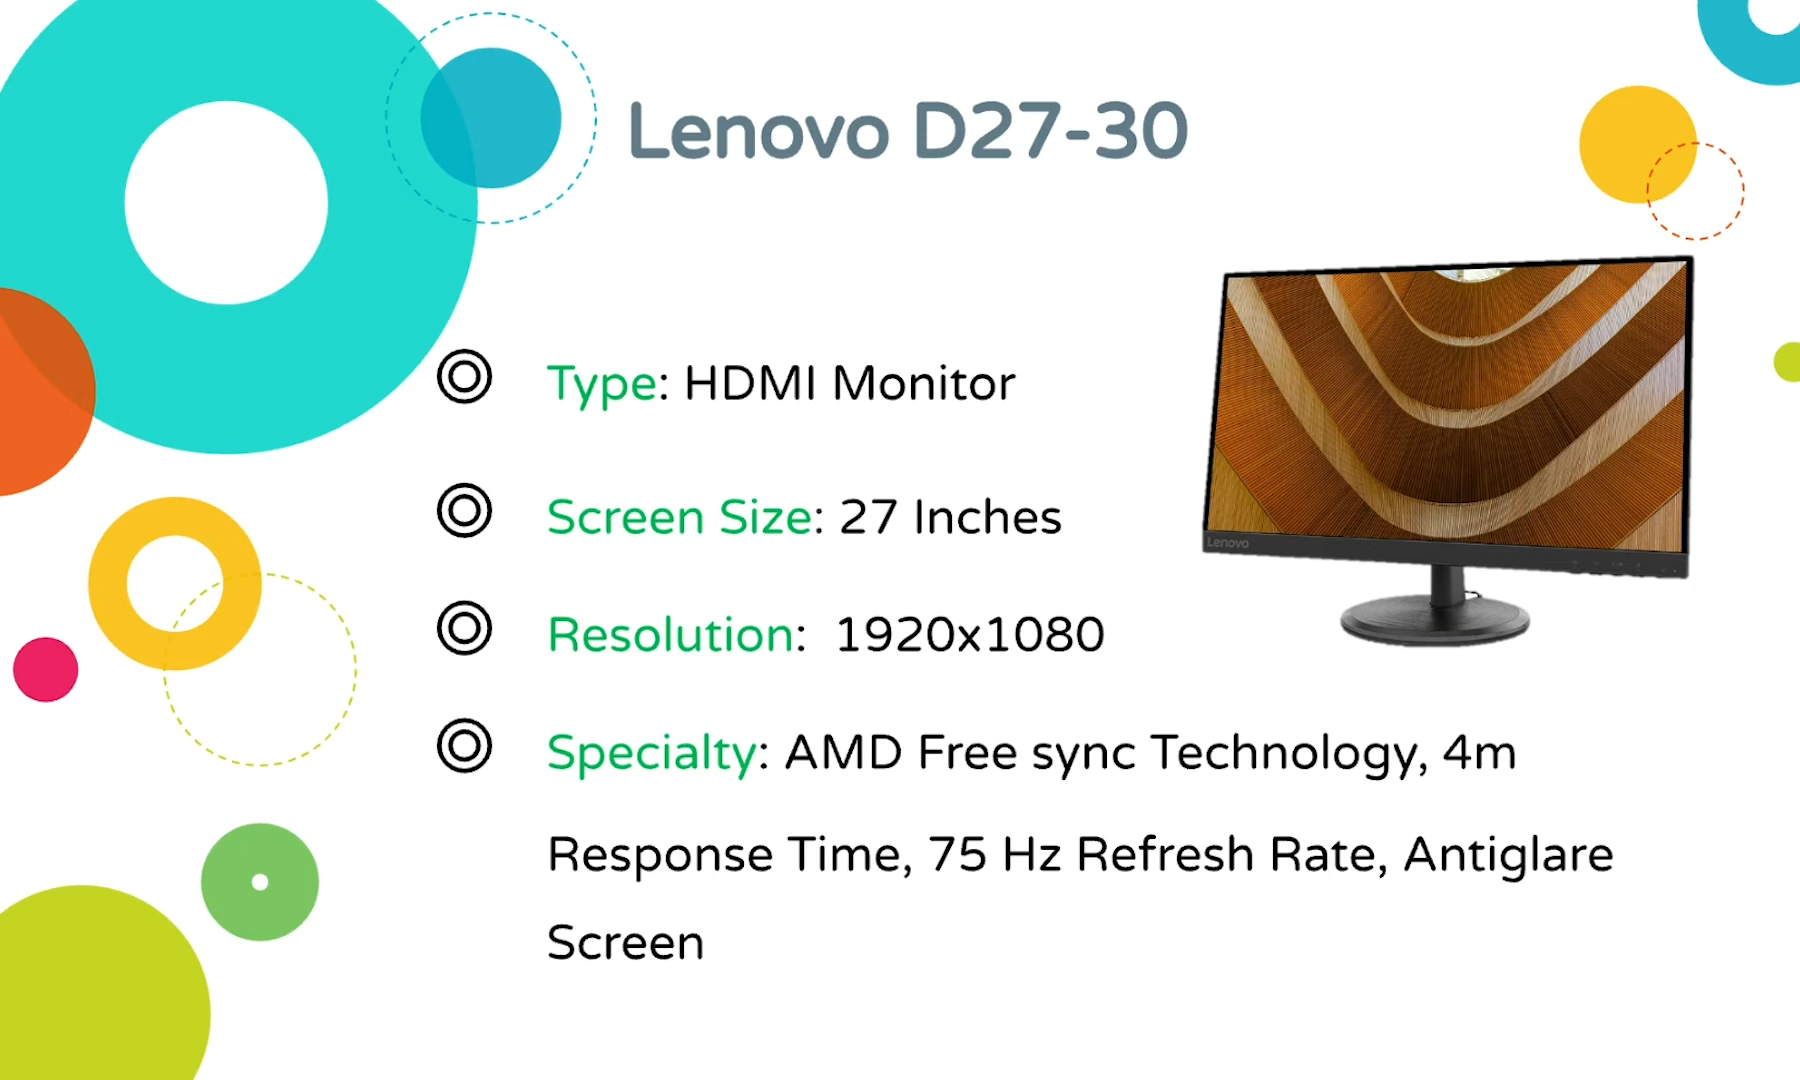 Lenovo D27-30
Type: HDMI Monitor
Screen Size: 27 Inches
Resolution: 1920x1080
Specialty: AMD Free sync Technology, 4m
Response Time, 75 Hz Refresh Rate, Antiglare
Screen
Lenovo